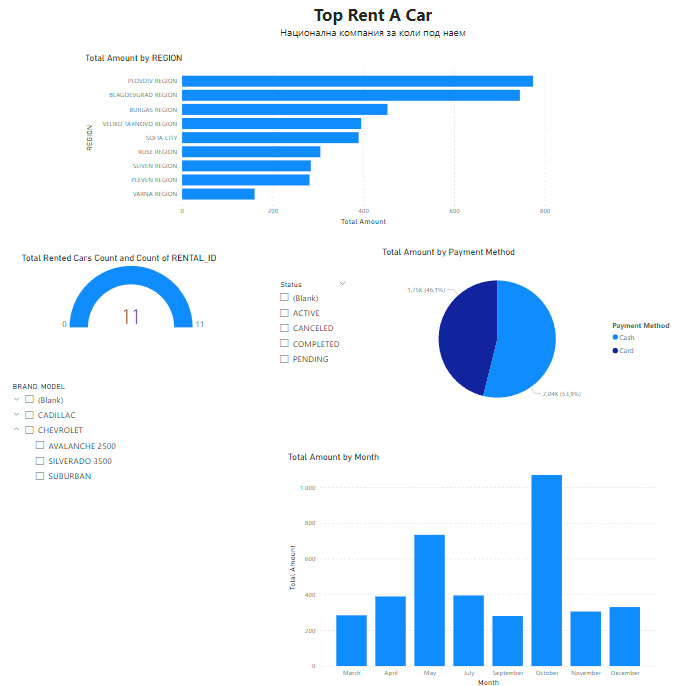 Top Rent A Car
Национална компания за коли под наем
Total Amount by REGION
REGION
PLOVDIV REGION
BLAGOEVGRAD REGION
BURGAS REGION
VELIKO TARNOVO REGION
SOFIA CITY
RUSE REGION
SLIVEN REGION
PLEVEN REGION
VARNA REGION
0 200 400 600 800
Total Amount
Total Rented Cars Count and Count of RENTAL_ID
11
0 11
Status
(Blank)
ACTIVE
CANCELED
COMPLETED
PENDING
Total Amount by Payment Method
1,75K (46,1%)
2,04K (53,9%)
Payment Method
Cash
Card
BRAND, MODEL
(Blank)
CADILLAC
CHEVROLET
AVALANCHE 2500
SILVERADO 3500
SUBURBAN
Total Amount by Month
Total Amount
1 000
800
600
400
200
0
March April May July September October November December
Month